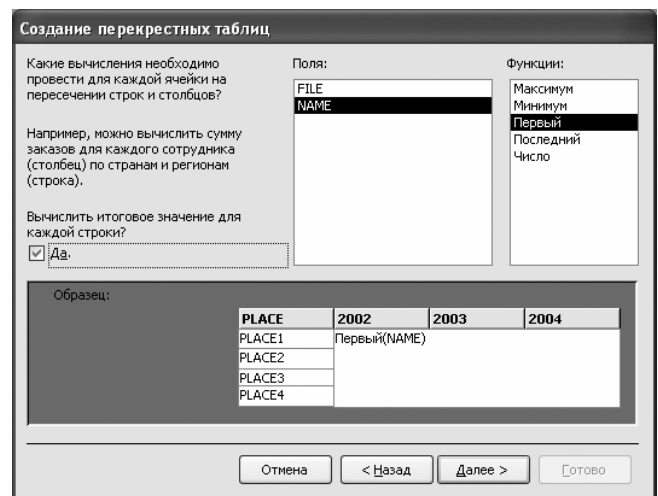 Создание перекрестных таблиц
Какие вычисления необходимо
провести для каждой ячейки на
пересечении строк и столбцов?
Например, можно вычислить сумму
заказов для каждого сотрудника
(столбец) по странам и регионам
(строка).
Вычислить итоговое значение для
каждой строки?
Да.
Поля:
FILE
NAME
Функции:
Максимум
Минимум
Первый
Последний
Число
Образец:
PLACE 2002 2003 2004
PLACE1 Первый(NAME)
PLACE2
PLACE3
PLACE4
Отмена < Назад Далее > Готово